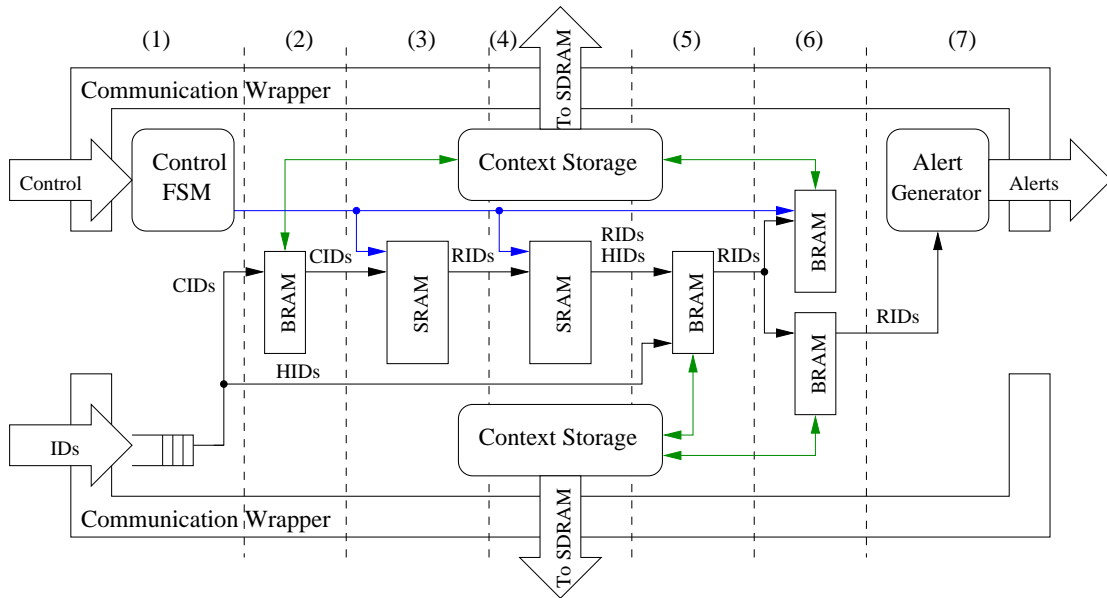 (1)
(2)
(3)
(4)
(5)
(6)
(7)
To SDRAM
Communication Wrapper
Control
Control
FSM
Context Storage
Alert
Generator
Alerts
BRAM
RIDs
HIDs
CIDs
CIDs
RIDs
RIDs
BRAM
SRAM
SRAM
BRAM
RIDs
BRAM
HIDs
IDs
Context Storage
Communication Wrapper
To SDRAM